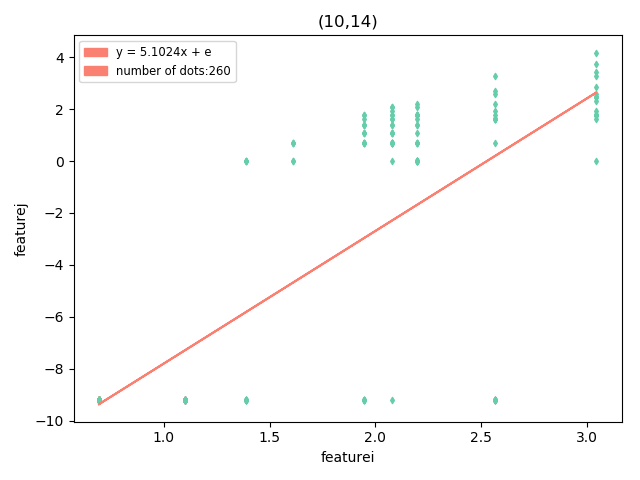 (10,14)
y = 5.1024x + e
number of dots:260
4
2
0
−2
−4
−6
−8
−10
featurej
1.0 1.5 2.0 2.5 3.0
featurei